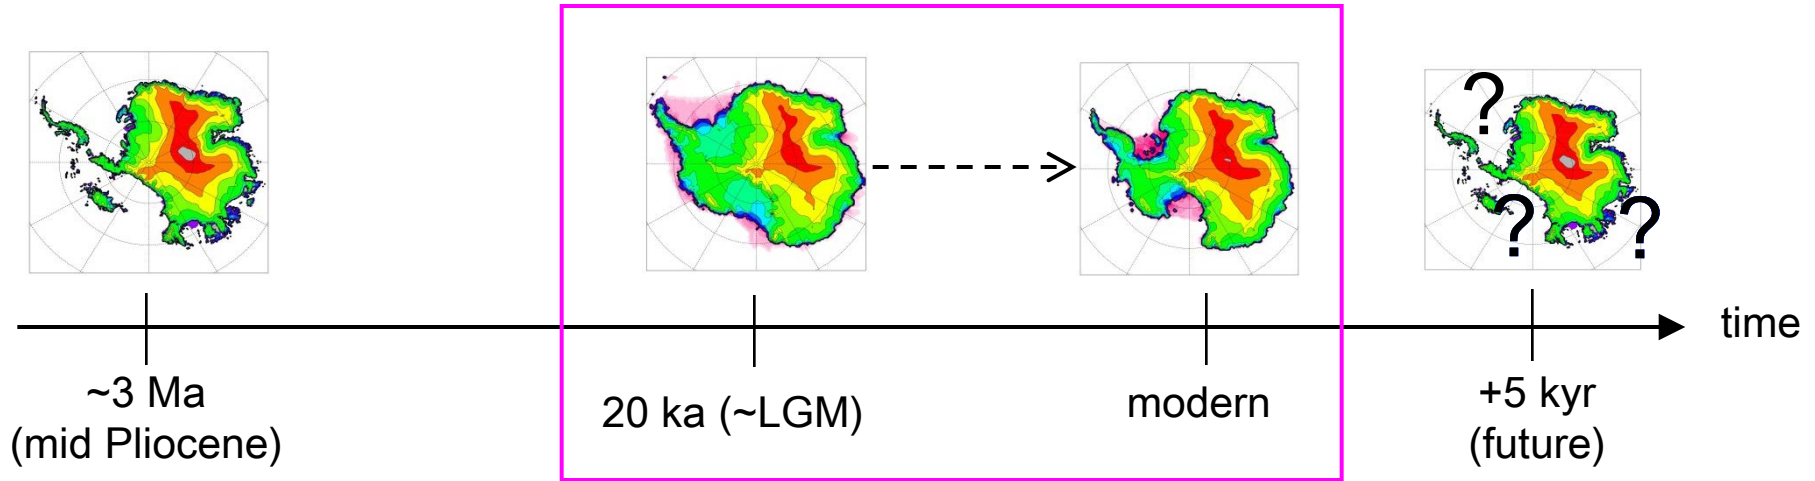 ?
?
?
time
~3 Ma
(mid Pliocene)
20 ka (~LGM)
modern
+5 kyr
(future)